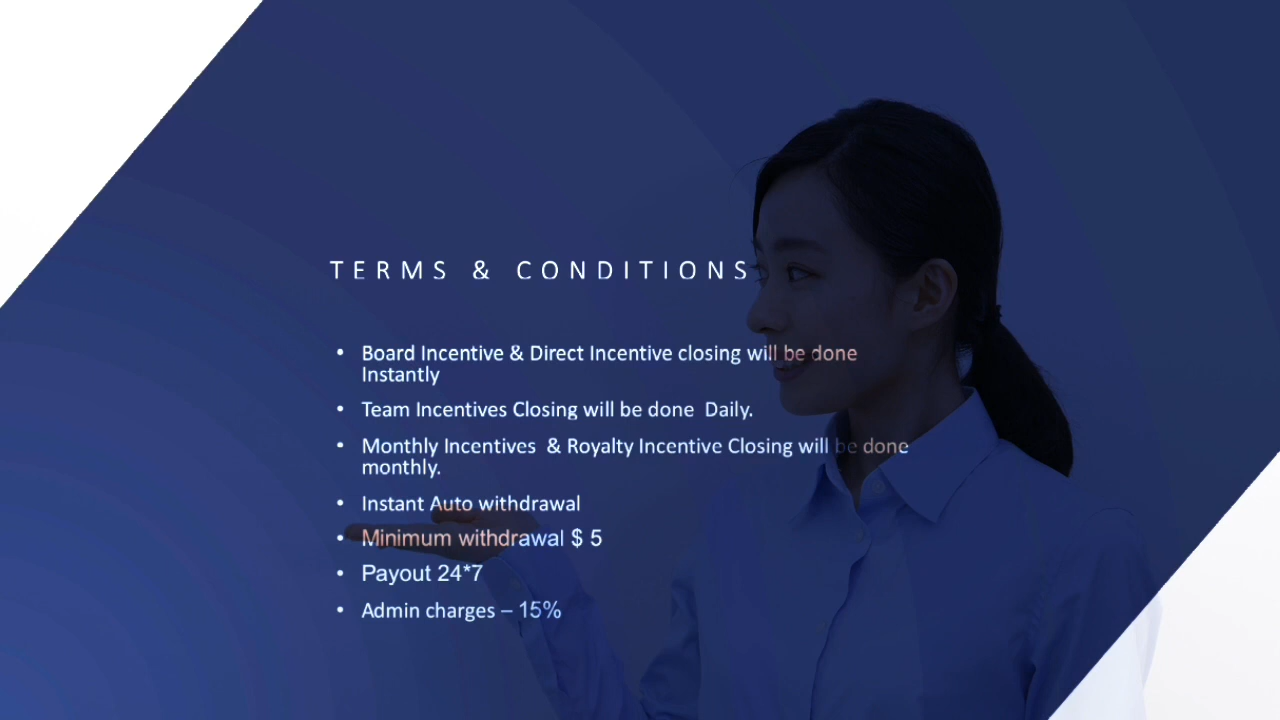 TERMS & CONDITIONS
• Board Incentive & Direct Incentive closing will be done
Instantly
• Team Incentives Closing will be done  Daily.
• Monthly Incentives  & Royalty Incentive Closing will be done
monthly.
• Instant Auto withdrawal
• Minimum withdrawal $ 5
• Payout 24*7
• Admin charges – 15%